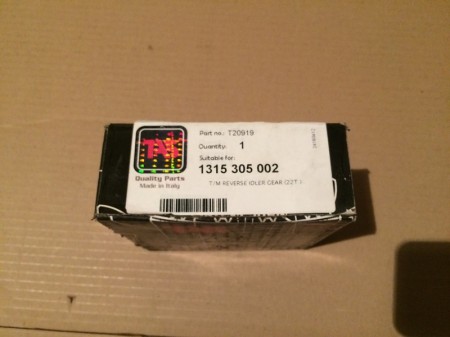 Part no.: T20919
Quantity: 1
Suitable for:
1315 305 002
T/M REVERSE IDLER GEAR (22T
Quality Parts
Made in Italy